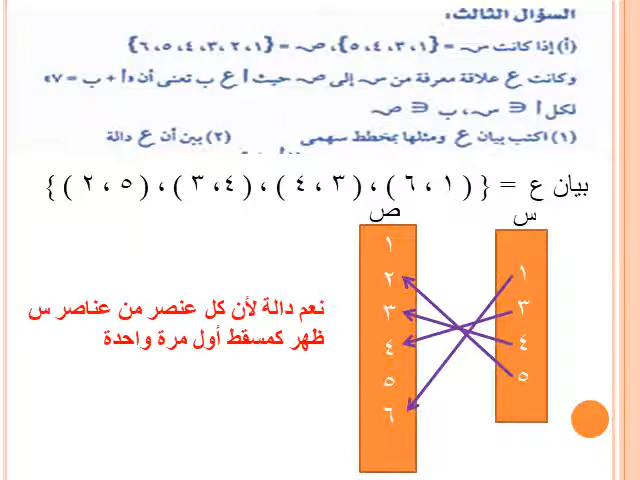 السؤال الثالث:
(أ) إذا كانت س = {١، ٣، ٤، ٥}، ص = {١، ٢، ٣، ٤، ٥، ٦}
وكانت ع علاقة معرفة من س إلى ص حيث أ ع ب تعنى أن أ + ب = ٧
لكل أ ∈ س، ب ∈ ص
(١) اكتب بيان ع ومثلها بمخطط سهمى (٢) بين أن ع دالة
بيان ع = { ( ١ ، ٦ ) ، ( ٣ ، ٤ ) ، ( ٤، ٣ ) ، ( ٥ ، ٢ ) }
س
ص
١
٣
٤
٥
١
٢
٣
٤
٥
٦
نعم دالة لأن كل عنصر من عناصر س
ظهر كمسقط أول مرة واحدة